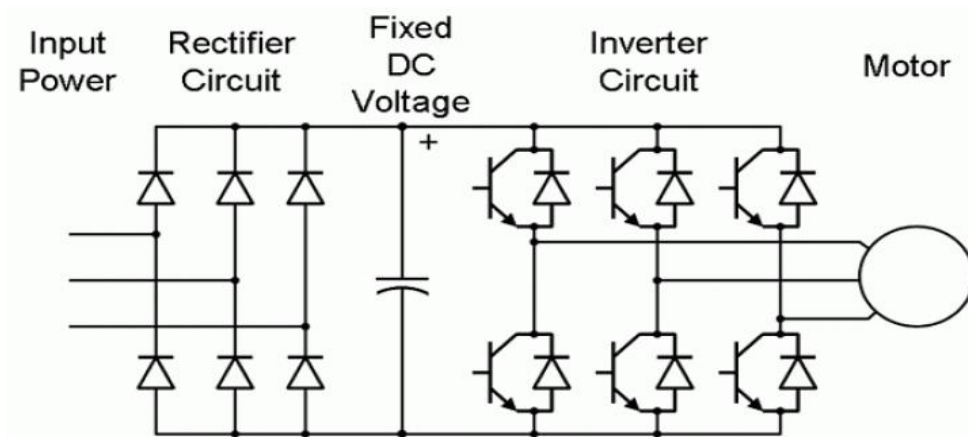 Input
Power
Rectifier
Circuit
Fixed
DC
Voltage
Inverter
Circuit
Motor
+